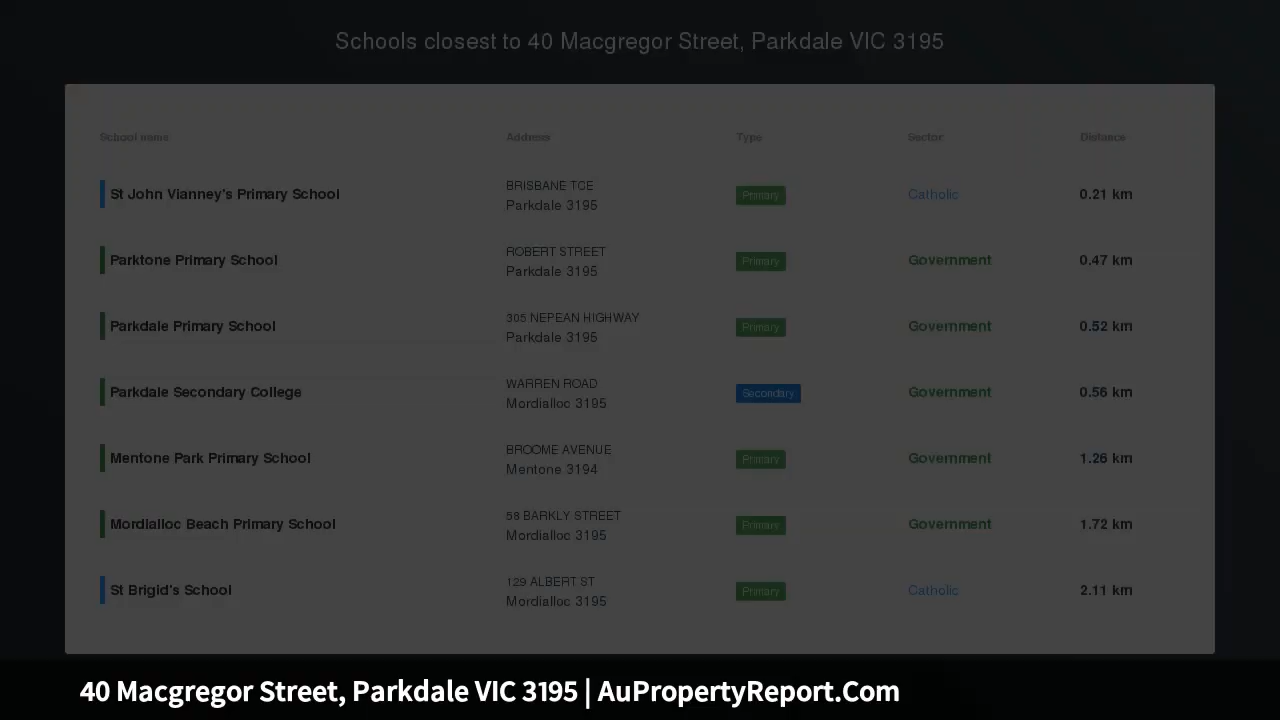 Schools closest to 40 Macgregor Street, Parkdale VIC 3195
School name Address Type Sector Distance
St John Vianney's Primary School BRISBANE TCE Parkdale 3195 Primary Catholic 0.21 km
Parktone Primary School ROBERT STREET Parkdale 3195 Primary Government 0.47 km
Parkdale Primary School 305 NEPEAN HIGHWAY Parkdale 3195 Primary Government 0.52 km
Parkdale Secondary College WARREN ROAD Mordialloc 3195 Secondary Government 0.56 km
Mentone Park Primary School BROOME AVENUE Mentone 3194 Primary Government 1.26 km
Mordialloc Beach Primary School 58 BARKLY STREET Mordialloc 3195 Primary Government 1.72 km
St Brigid's School 129 ALBERT ST Mordialloc 3195 Primary Catholic 2.11 km
40 Macgregor Street, Parkdale VIC 3195 | AuPropertyReport.Com